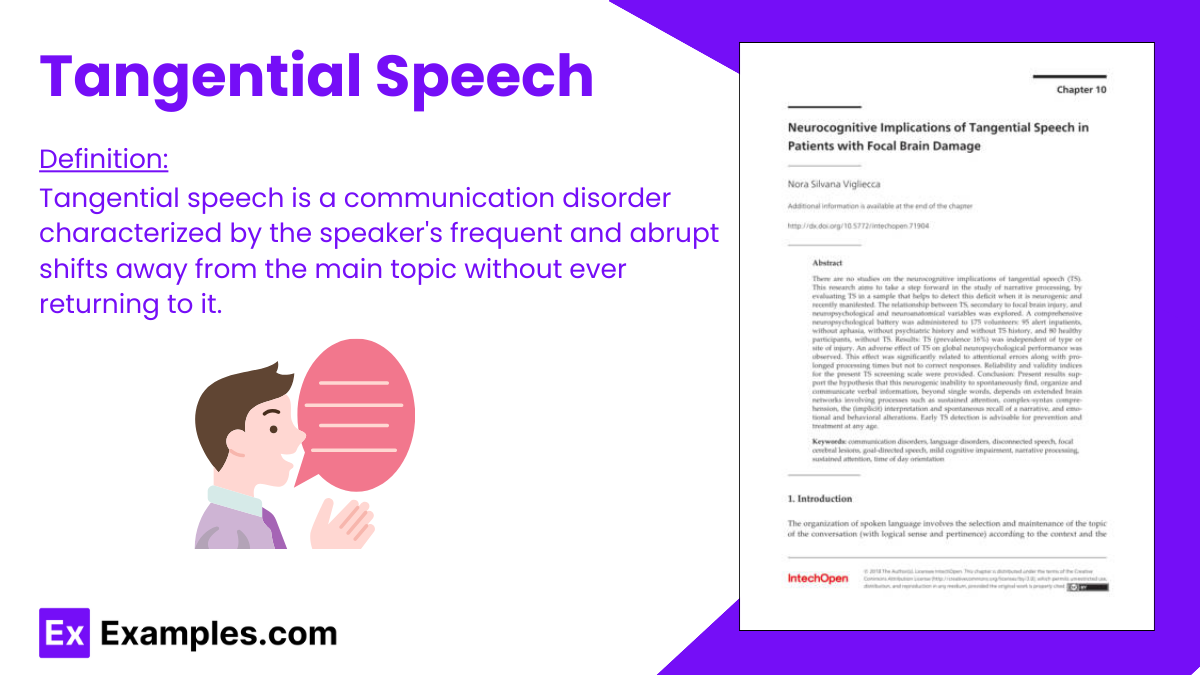 Tangential Speech
Definition:
Tangential speech is a communication disorder
characterized by the speaker's frequent and abrupt
shifts away from the main topic without ever
returning to it.
Ex Examples.com
Chapter 10
Neurocognitive Implications of Tangential Speech in
Patients with Focal Brain Damage
Nora Silvana Vigliecca
Additional information is available at the end of the chapter
http://dx.doi.org/10.5772/intechopen.71904
Abstract
There are no studies on the neurocognitive implications of tangential speech (TS).
This research aims to take a step forward in the study of narrative processing, by
evaluating TS in a sample that helps to detect this deficit when it is neurogenic and
recently manifested. The relationship between TS, secondary to local brain injury, and
neuropsychological and neuroanatomical variables was explored. A comprehensive
neuropsychological battery was administered to 175 volunteers: 95 alert inpatients,
without aphasia, without psychiatric history and without TS history, and 80 healthy
participants, without TS. Results: TS (prevalence 16%) was independent of type or
site of injury. An adverse effect of TS on global neuropsychological performance was
observed. This effect was significantly related to attentional errors along with pro-
longed processing times but not to correct responses. Reliability and validity indices
for the present TS screening scale were provided. Conclusion: Present results sup-
port the hypothesis that this neurogenic inability to spontaneously find, organize and
communicate verbal information, beyond single words, depends on extended brain
networks involving processes such as sustained attention, complex-syntax compre-
hension, the (implicit) interpretation and spontaneous recall of a narrative, and emo-
tional and behavioral alterations. Early TS detection is advisable for prevention and
treatment at any age.
Keywords: communication disorders, language disorders, disconnected speech, focal
cerebral lesions, goal-directed speech, mild cognitive impairment, narrative processing,
sustained attention, time of day orientation
1. Introduction
The organization of spoken language involves the selection and maintenance of the topic
of the conversation (with logical sense and pertinence) according to the context and the
IntechOpen
© 2018 The Author(s). Licensee IntechOpen. This chapter is distributed under the terms of the Creative
Commons Attribution License (http://creativecommons.org/licenses/by/3.0), which permits unrestricted use,
distribution, and reproduction in any medium, provided the original work is properly cited.